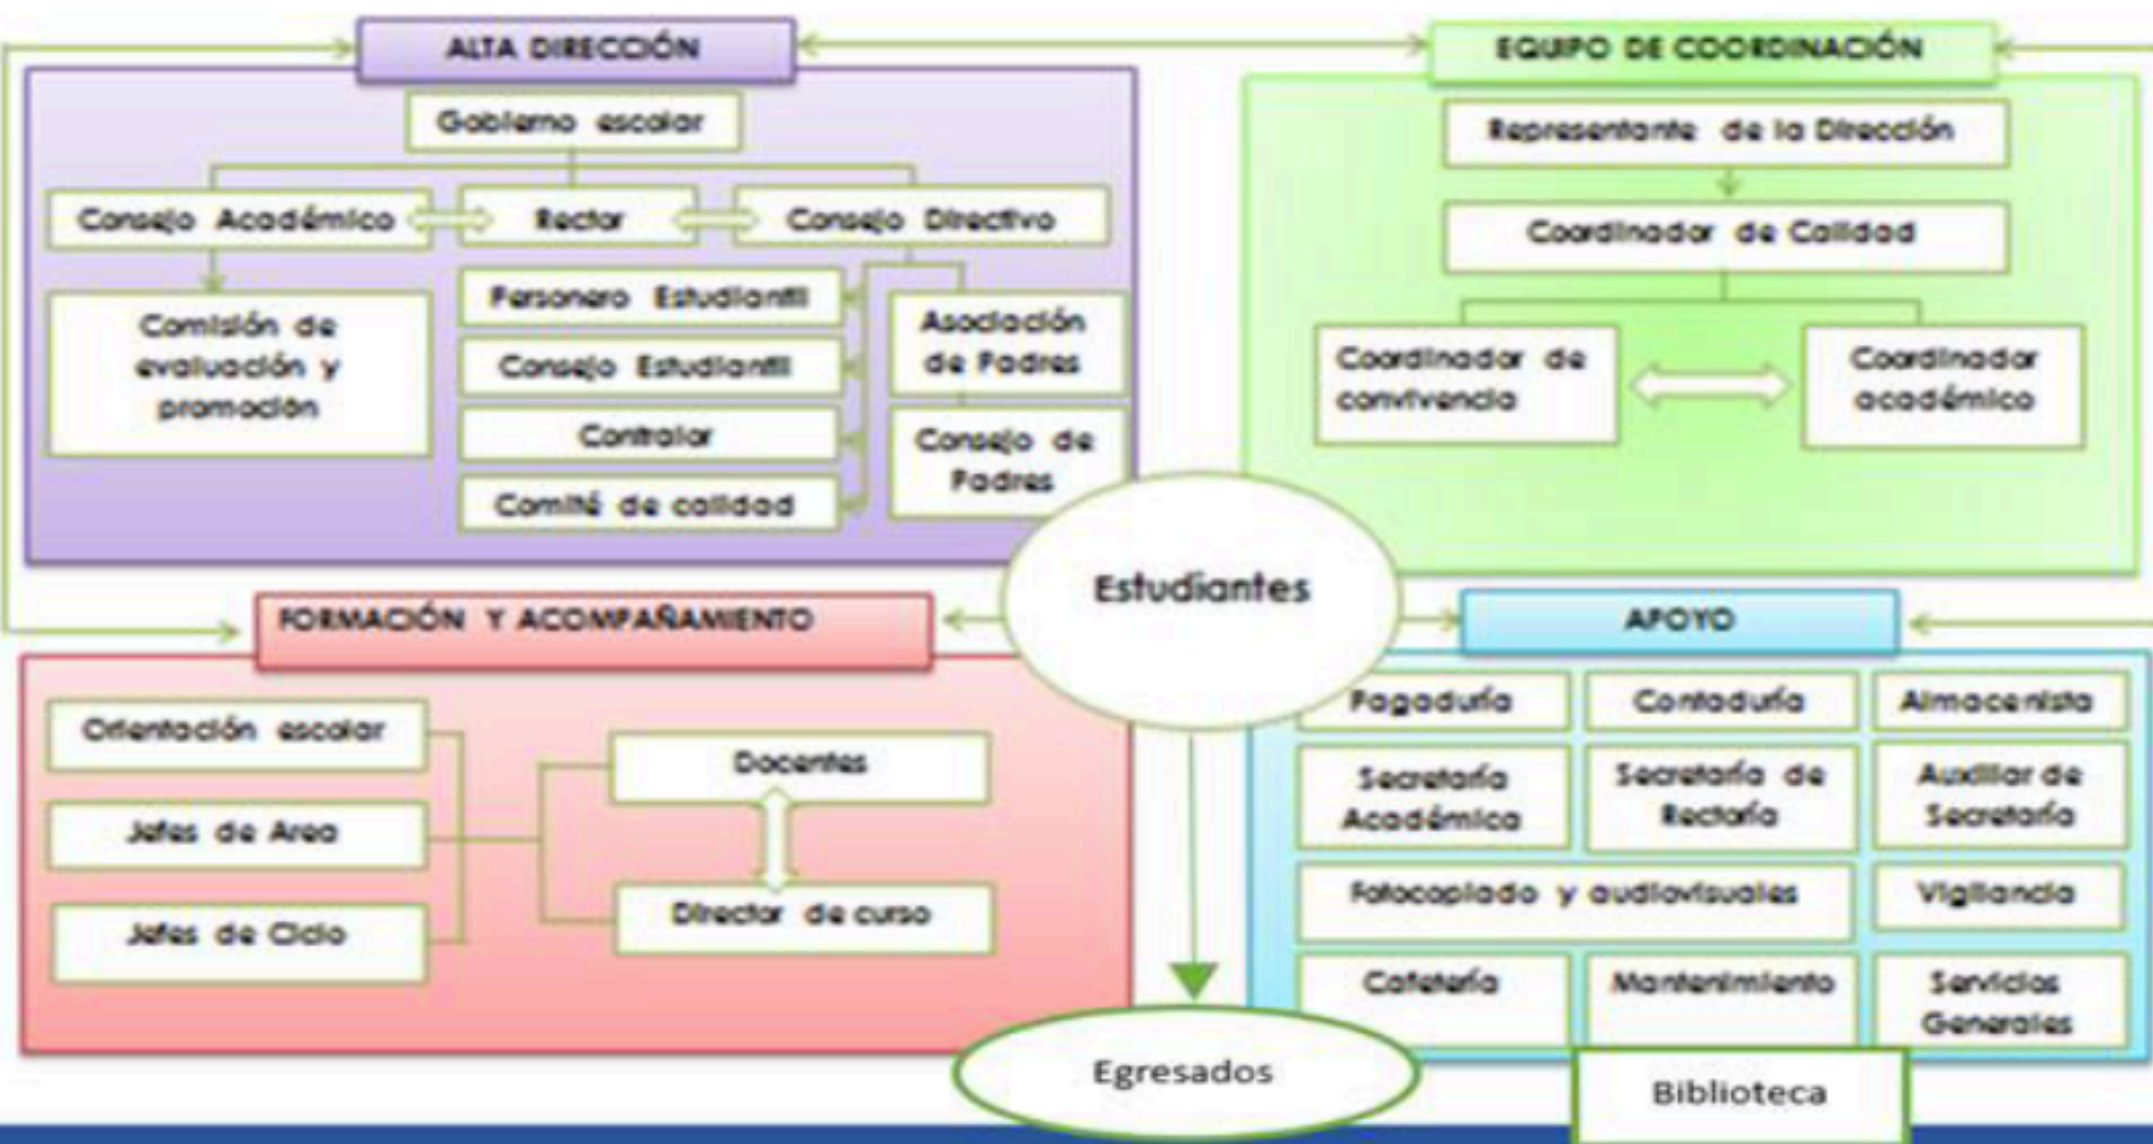 ALTA DIRECCIÓN
Gobierno escolar
Consejo Académico
Rector
Consejo Directivo
Comisión de
evaluación y
promoción
Personero Estudiantil
Consejo Estudiantil
Contralor
Comité de calidad
Asociación
de Padres
Consejo de
Padres
EQUIPO DE COORDINACIÓN
Representante de la Dirección
Coordinador de Calidad
Coordinador de
convivencia
Coordinador
académico
Estudiantes
FORMACIÓN Y ACOMPAÑAMIENTO
Orientación escolar
Jefes de Area
Jefes de Ciclo
Docentes
Director de curso
APOYO
Pagaduría
Contaduría
Almacenista
Secretaría
Académica
Secretaría de
Rectoría
Auxiliar de
Secretaría
Fotocopiado y audiovisuales
Vigilancia
Cafetería
Mantenimiento
Servicios
Generales
Egresados
Biblioteca